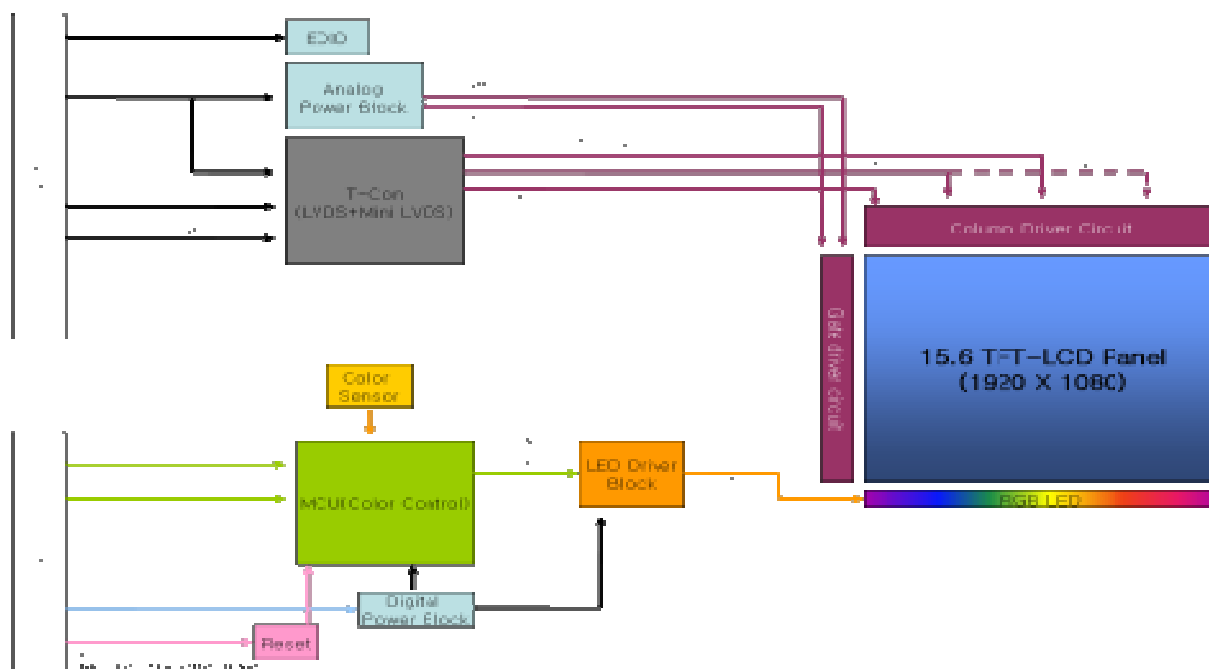 EDID
Analog
Power Block
T-Con
(LVDS+Mini LVDS)
Column Driver Circuit
Gate driver circuit
15.6 TFT-LCD Panel
(1920 X 1080)
Color
Sensor
MCU(Color Control)
LED Driver
Block
RGB LED
Digital
Power Block
Reset